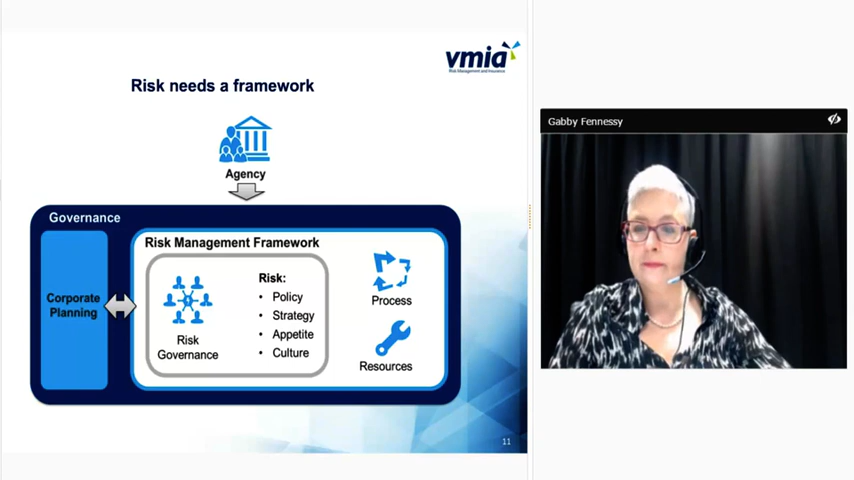 vmia
Risk Management and Insurance
Risk needs a framework
Agency
Governance
Corporate
Planning
Risk Management Framework
Risk
Governance
Risk:
• Policy
• Strategy
• Appetite
• Culture
Process
Resources
11
Gabby Fennessy